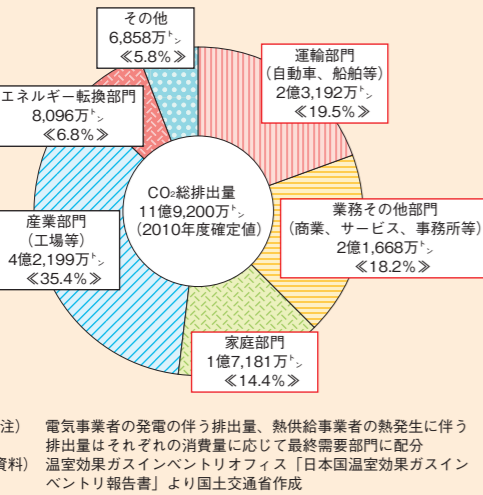 その他
6,858万トン
≪5.8%≫
運輸部門
(自動車、船舶等)
2億3,192万トン
≪19.5%≫
エネルギー転換部門
8,096万トン
≪6.8%≫
CO2総排出量
11億9,200万トン
(2010年度確定値)
業務その他部門
(商業、サービス、事務所等)
2億1,668万トン
≪18.2%≫
産業部門
(工場等)
4億2,199万トン
≪35.4%≫
家庭部門
1億7,181万トン
≪14.4%≫
注) 電気事業者の発電の伴う排出量、熱供給事業者の熱発生に伴う
排出量はそれぞれの消費量に応じて最終需要部門に配分
資料) 温室効果ガスインベントリオフィス「日本国温室効果ガスイン
ベントリ報告書」より国土交通省作成